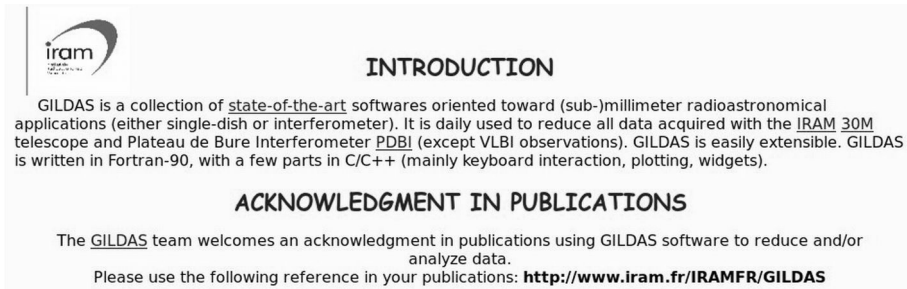 iram
INTRODUCTION
GILDAS is a collection of state-of-the-art softwares oriented toward (sub-)millimeter radioastronomical
applications (either single-dish or interferometer). It is daily used to reduce all data acquired with the IRAM 30M
telescope and Plateau de Bure Interferometer PDBI (except VLBI observations). GILDAS is easily extensible. GILDAS
is written in Fortran-90, with a few parts in C/C++ (mainly keyboard interaction, plotting, widgets).
ACKNOWLEDGMENT IN PUBLICATIONS
The GILDAS team welcomes an acknowledgment in publications using GILDAS software to reduce and/or
analyze data.
Please use the following reference in your publications: http://www.iram.fr/IRAMFR/GILDAS